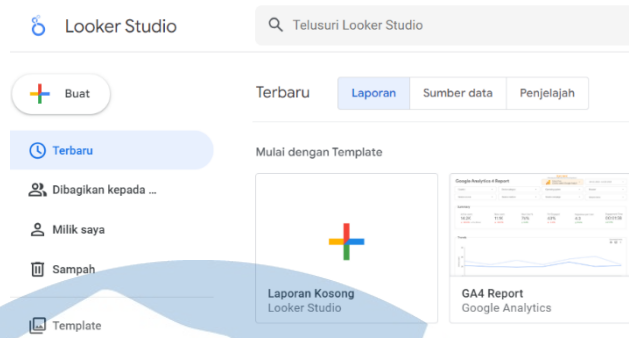 Looker Studio
Telusuri Looker Studio
Buat
Terbaru
Laporan
Sumber data
Penjelajah
Terbaru
Mulai dengan Template
Dibagikan kepada ...
Milik saya
Sampah
Template
Laporan Kosong
Looker Studio
Google Analytics 4 Report
GA4 Report
Google Analytics